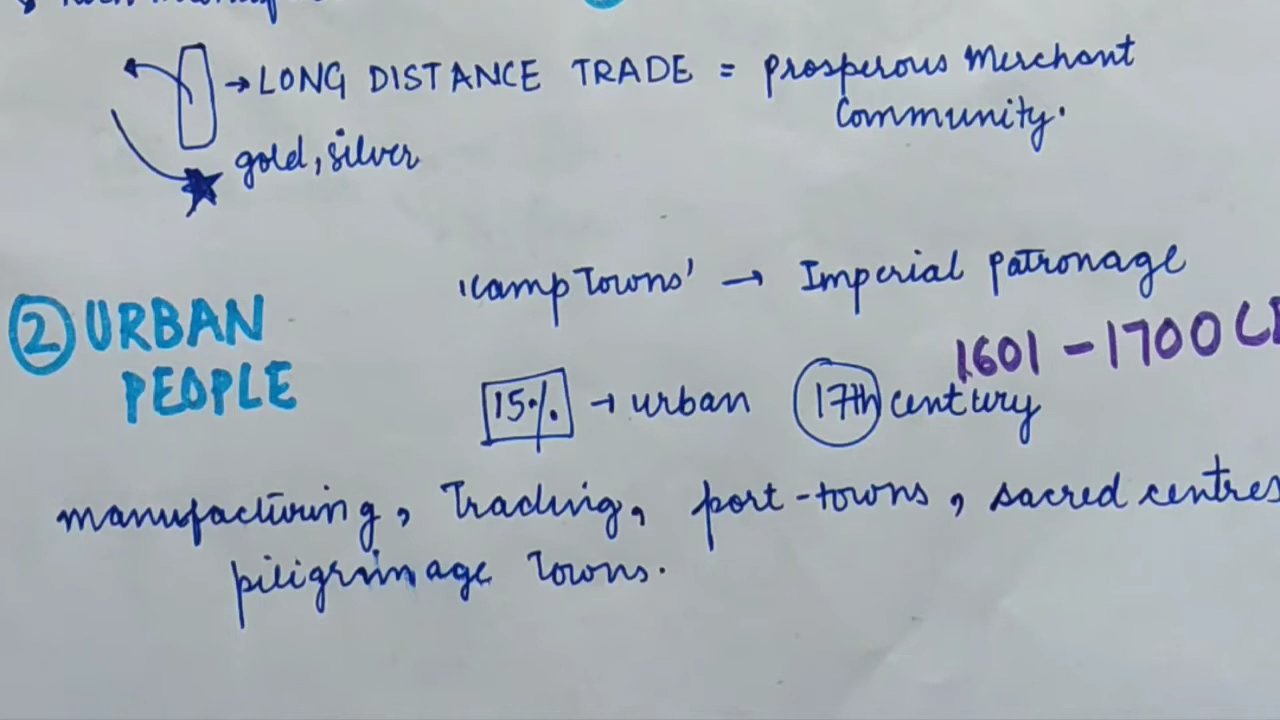 → LONG DISTANCE TRADE = prosperous Merchant
Community.
gold, silver
'camp Towns' → Imperial patronage
② URBAN
PEOPLE
1601 - 1700 CE
15% → urban 17th century
manufacturing, Trading, port-towns, sacred centres
piligrimage Towns.